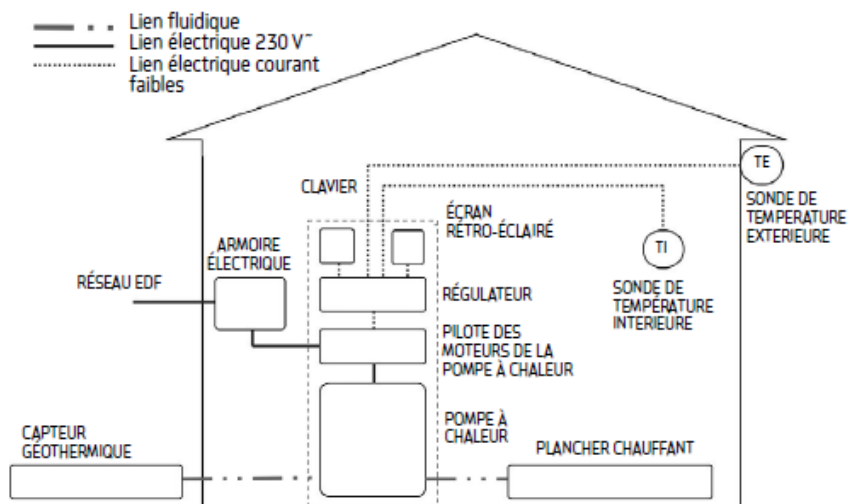 Lien fluidique
Lien électrique 230 V~
Lien électrique courant
faibles
TE
SONDE DE
TEMPERATURE
EXTERIEURE
CLAVIER
ÉCRAN
RÉTRO-ÉCLAIRÉ
TI
SONDE DE
TEMPÉRATURE
INTERIEURE
ARMOIRE
ÉLECTRIQUE
RÉSEAU EDF
RÉGULATEUR
PILOTE DES
MOTEURS DE LA
POMPE À CHALEUR
POMPE À
CHALEUR
CAPTEUR
GÉOTHERMIQUE
PLANCHER CHAUFFANT